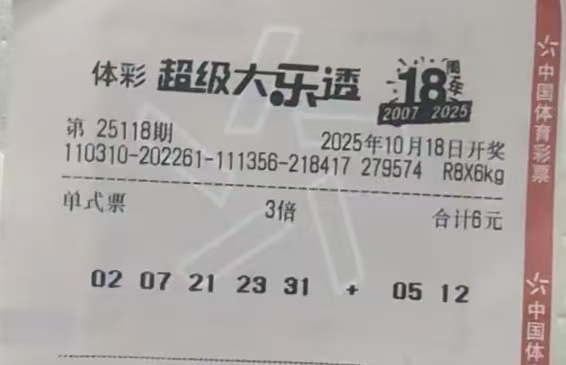 体彩 超级大乐透 18周年
2007 2025
第 25118期 2025年10月18日开奖
110310-202261-111356-218417 279574 R8X6kg
单式票 3倍 合计6元
02 07 21 23 31 + 05 12
中国体育彩票
中国体